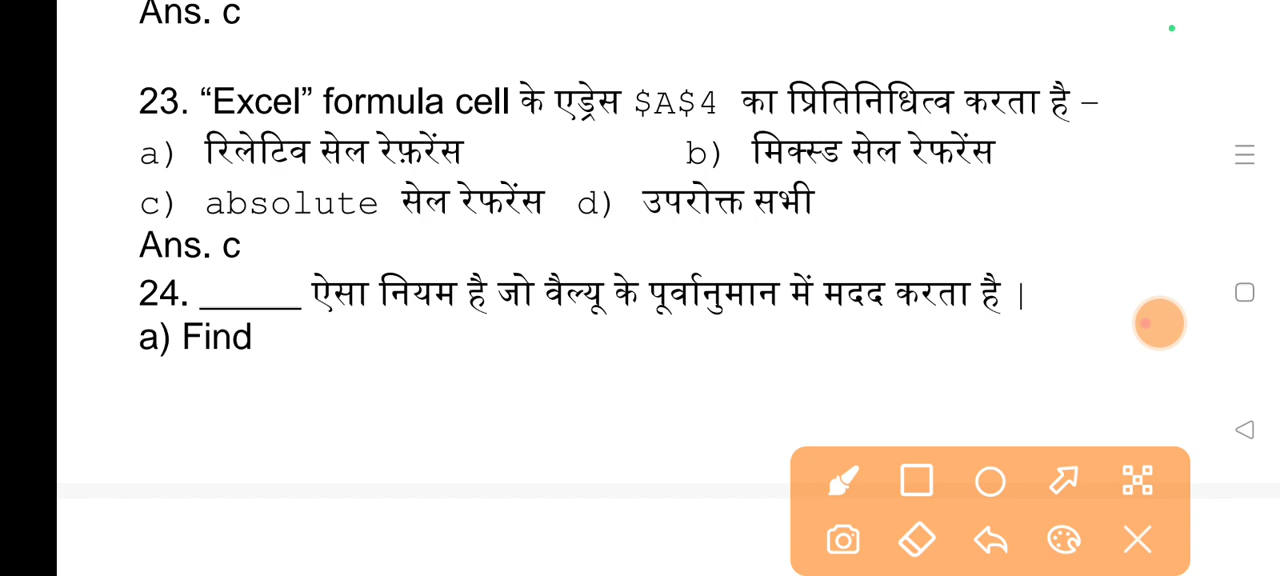 Ans. c
23. “Excel” formula cell के एड्रेस $A$4 का प्रितिनिधित्व करता है –
a) रिलेटिव सेल रेफ़रेंस b) मिक्स्ड सेल रेफरेंस
c) absolute सेल रेफरेंस d) उपरोक्त सभी
Ans. c
24. _____ ऐसा नियम है जो वैल्यू के पूर्वानुमान में मदद करता है |
a) Find